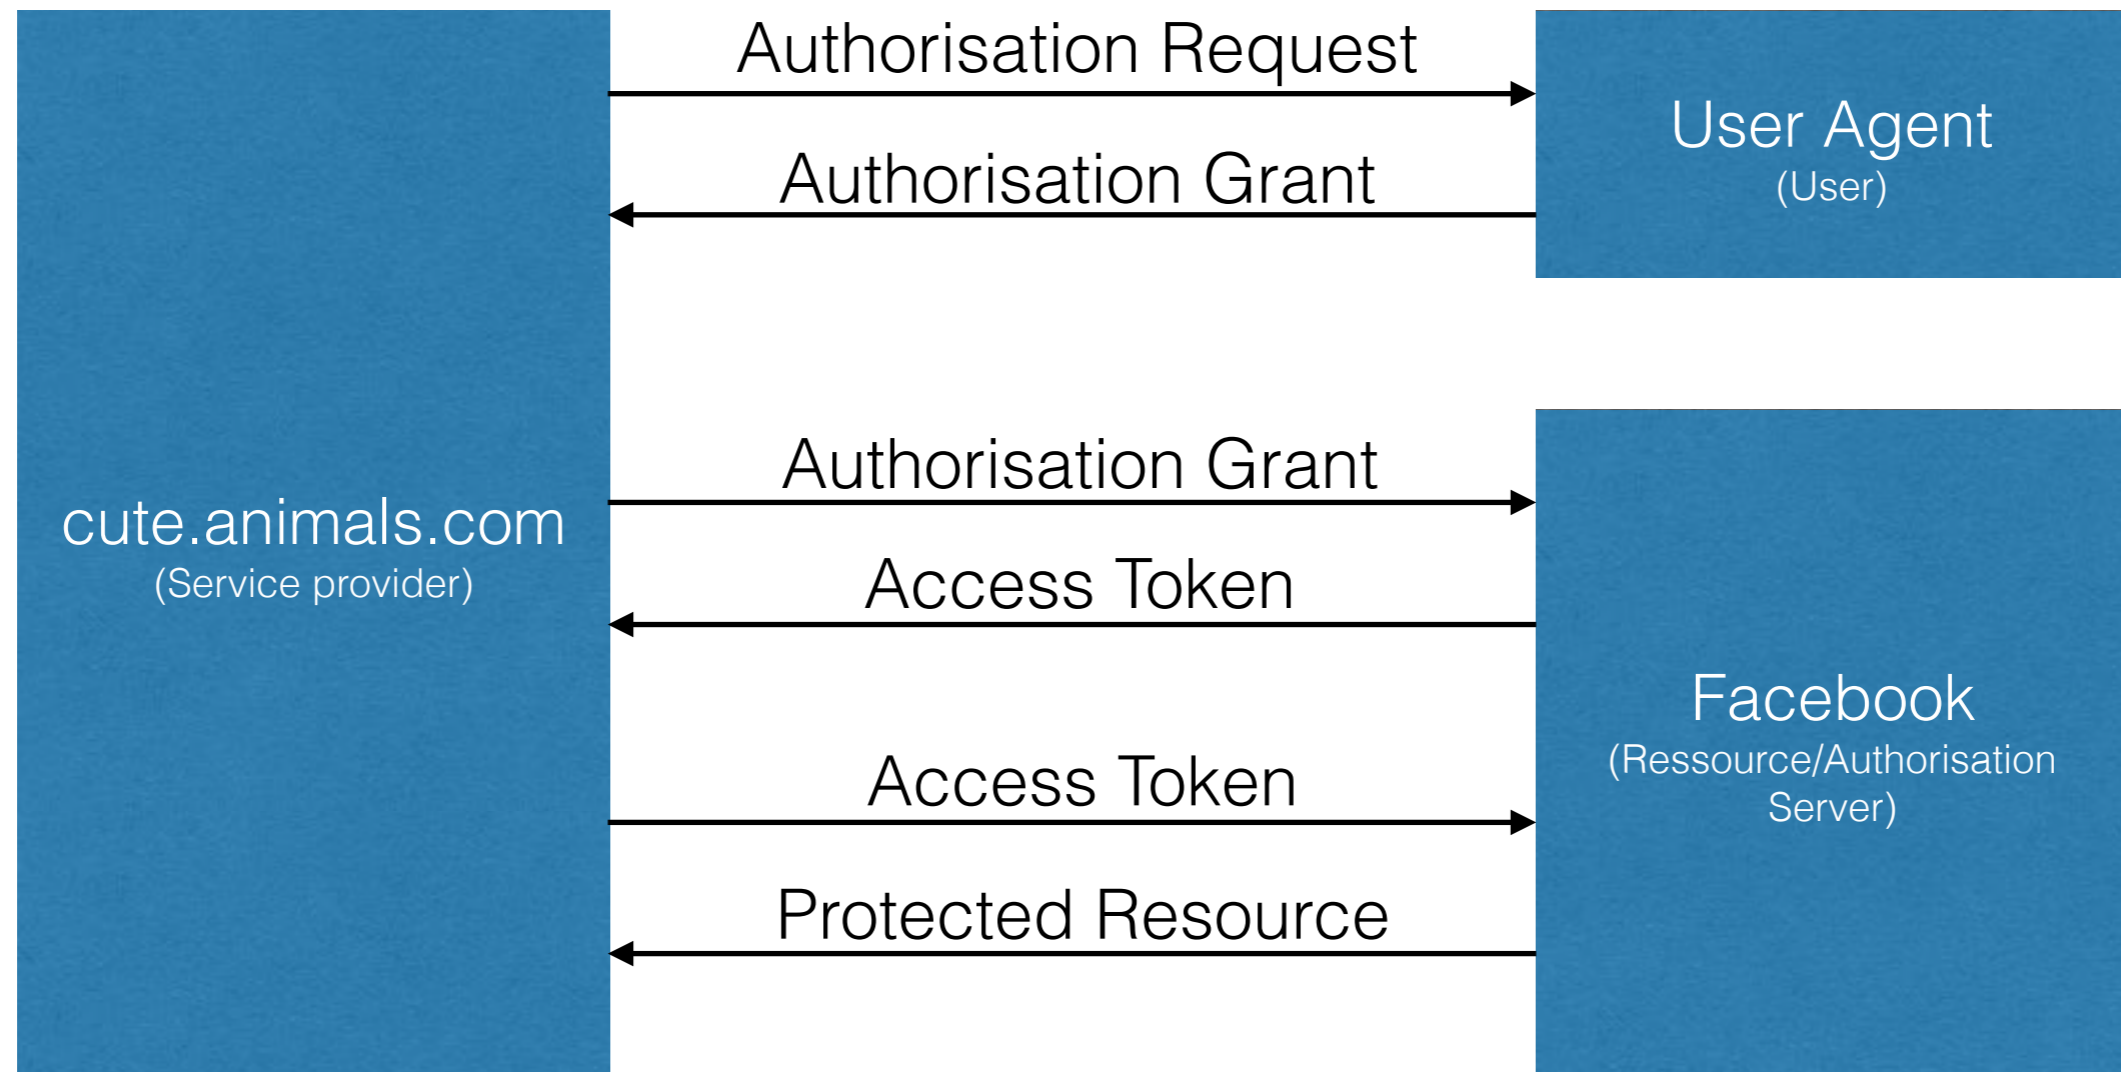 Authorisation Request
User Agent
(User)
Authorisation Grant
Authorisation Grant
cute.animals.com
(Service provider)
Access Token
Facebook
(Ressource/Authorisation
Server)
Access Token
Protected Resource